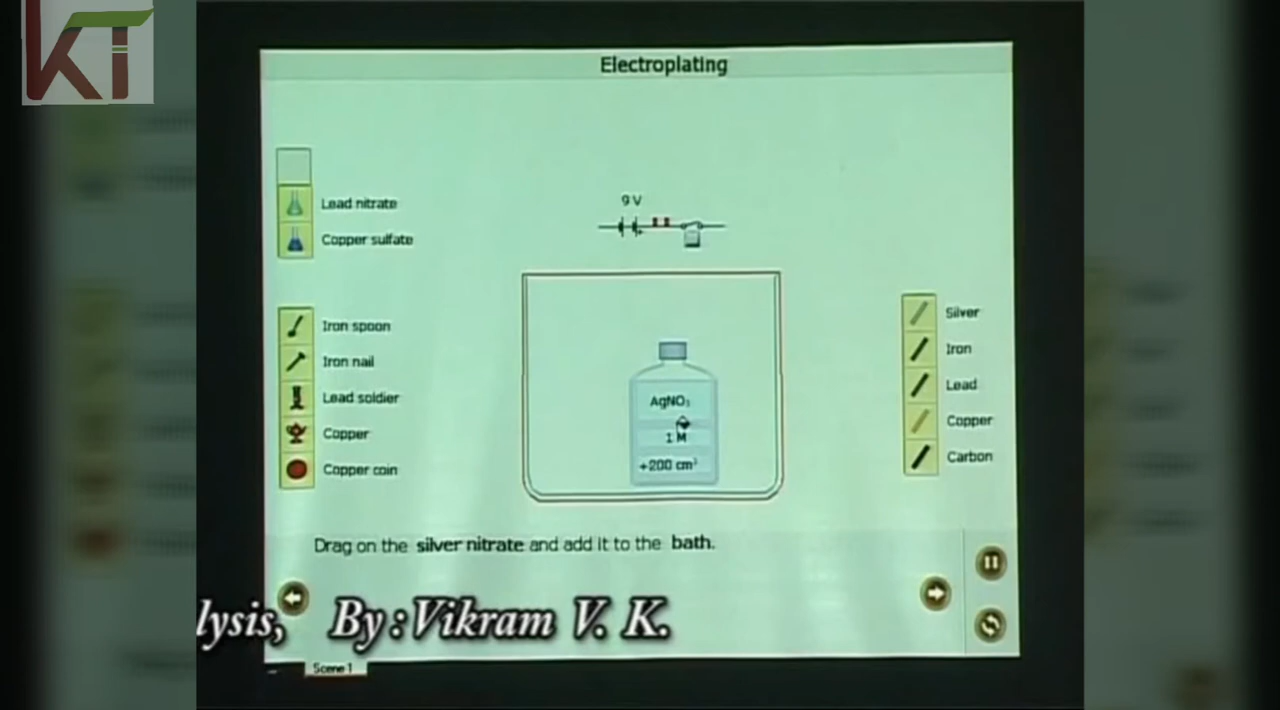 KT
Electroplating
9 V
Lead nitrate
Copper sulfate
Iron spoon
Iron nail
Lead soldier
Copper
Copper coin
AgNO₃
1 M
+200 cm³
Silver
Iron
Lead
Copper
Carbon
Drag on the silver nitrate and add it to the bath.
lysis, By:Vikram V. K.
Scene 1